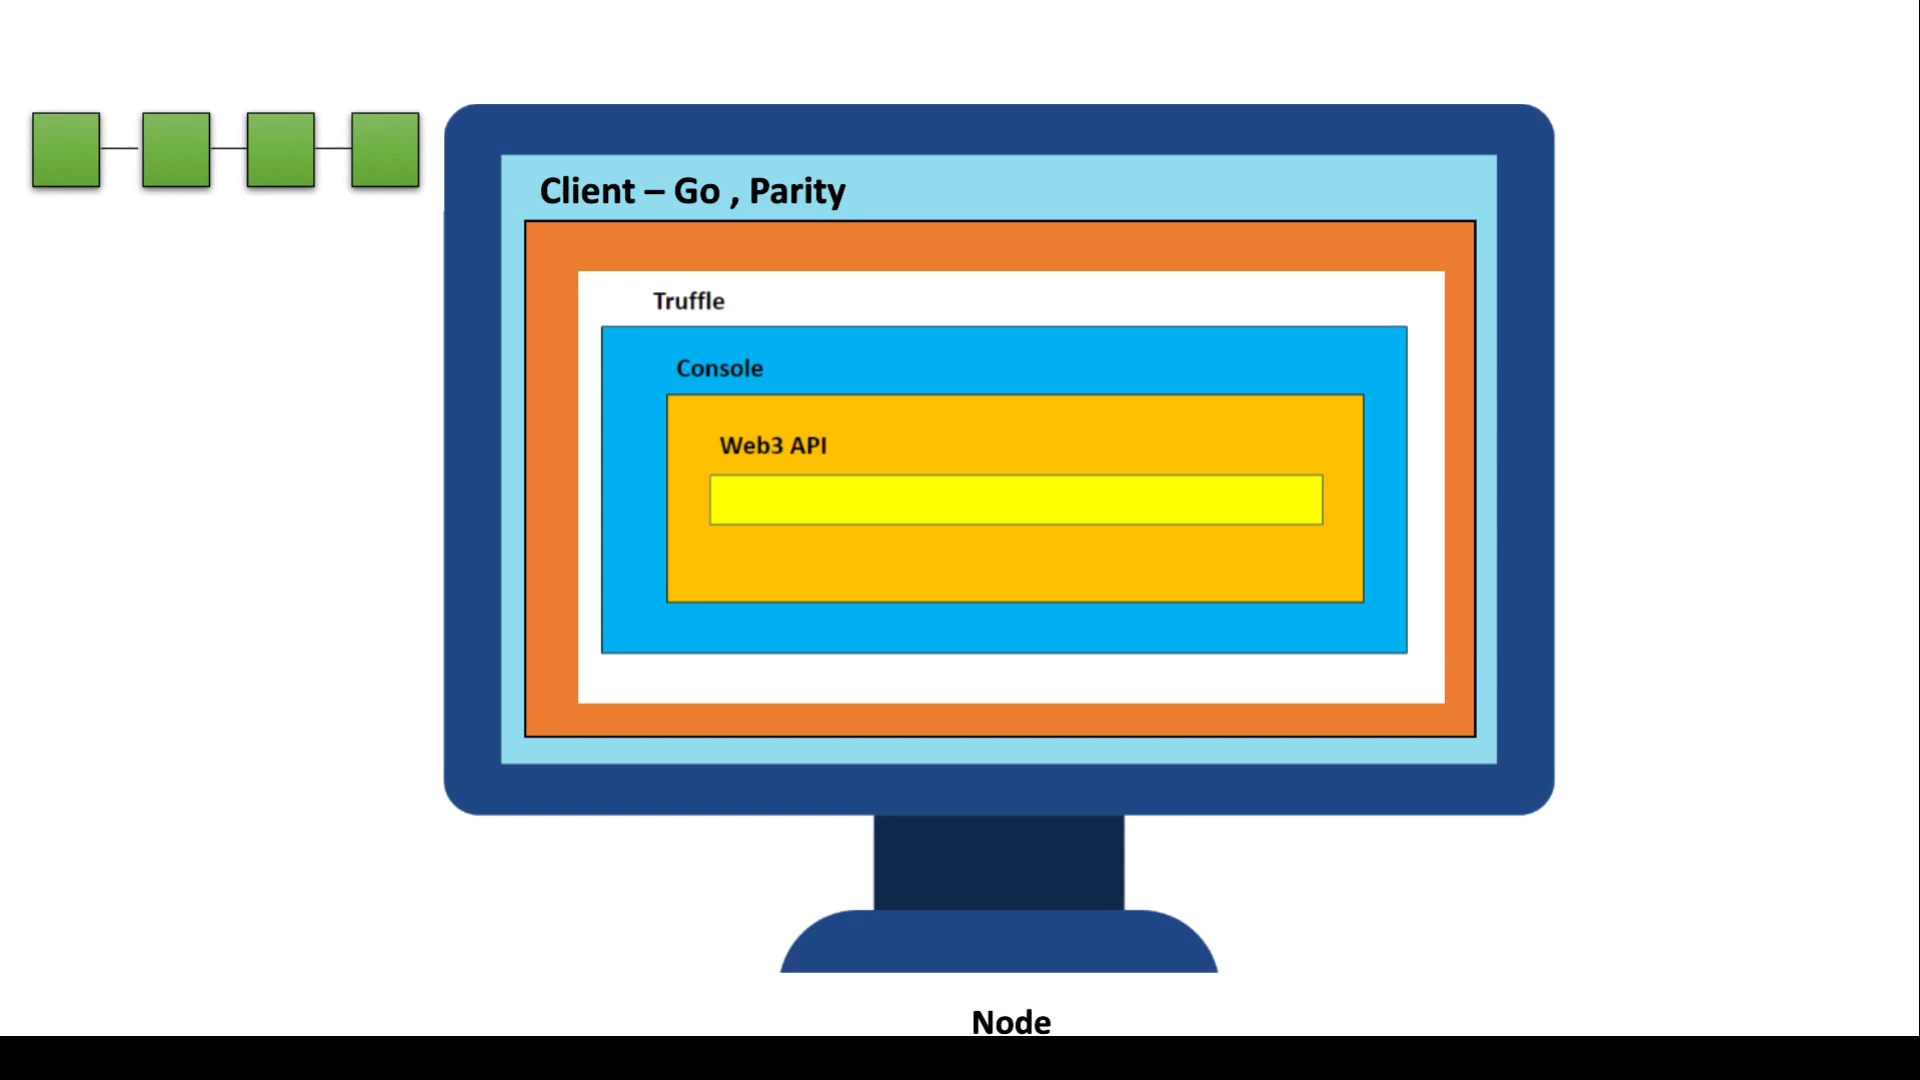 Client – Go , Parity
Truffle
Console
Web3 API
Node